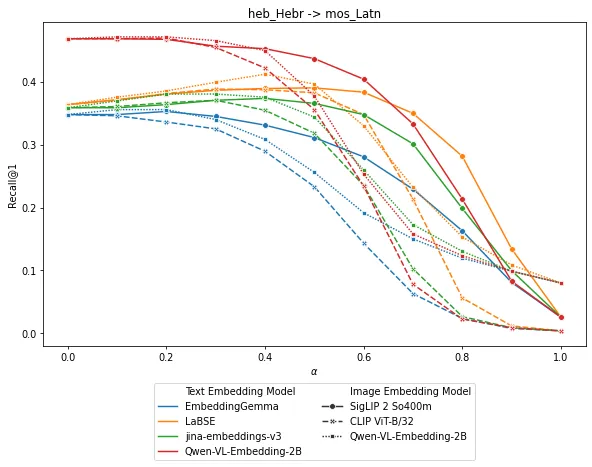 heb_Hebr -> mos_Latn
Recall@1
0.4
0.3
0.2
0.1
0.0
0.0 0.2 0.4 0.6 0.8 1.0
α
Text Embedding Model Image Embedding Model
EmbeddingGemma SigLIP 2 So400m
LaBSE CLIP ViT-B/32
jina-embeddings-v3 Qwen-VL-Embedding-2B
Qwen-VL-Embedding-2B